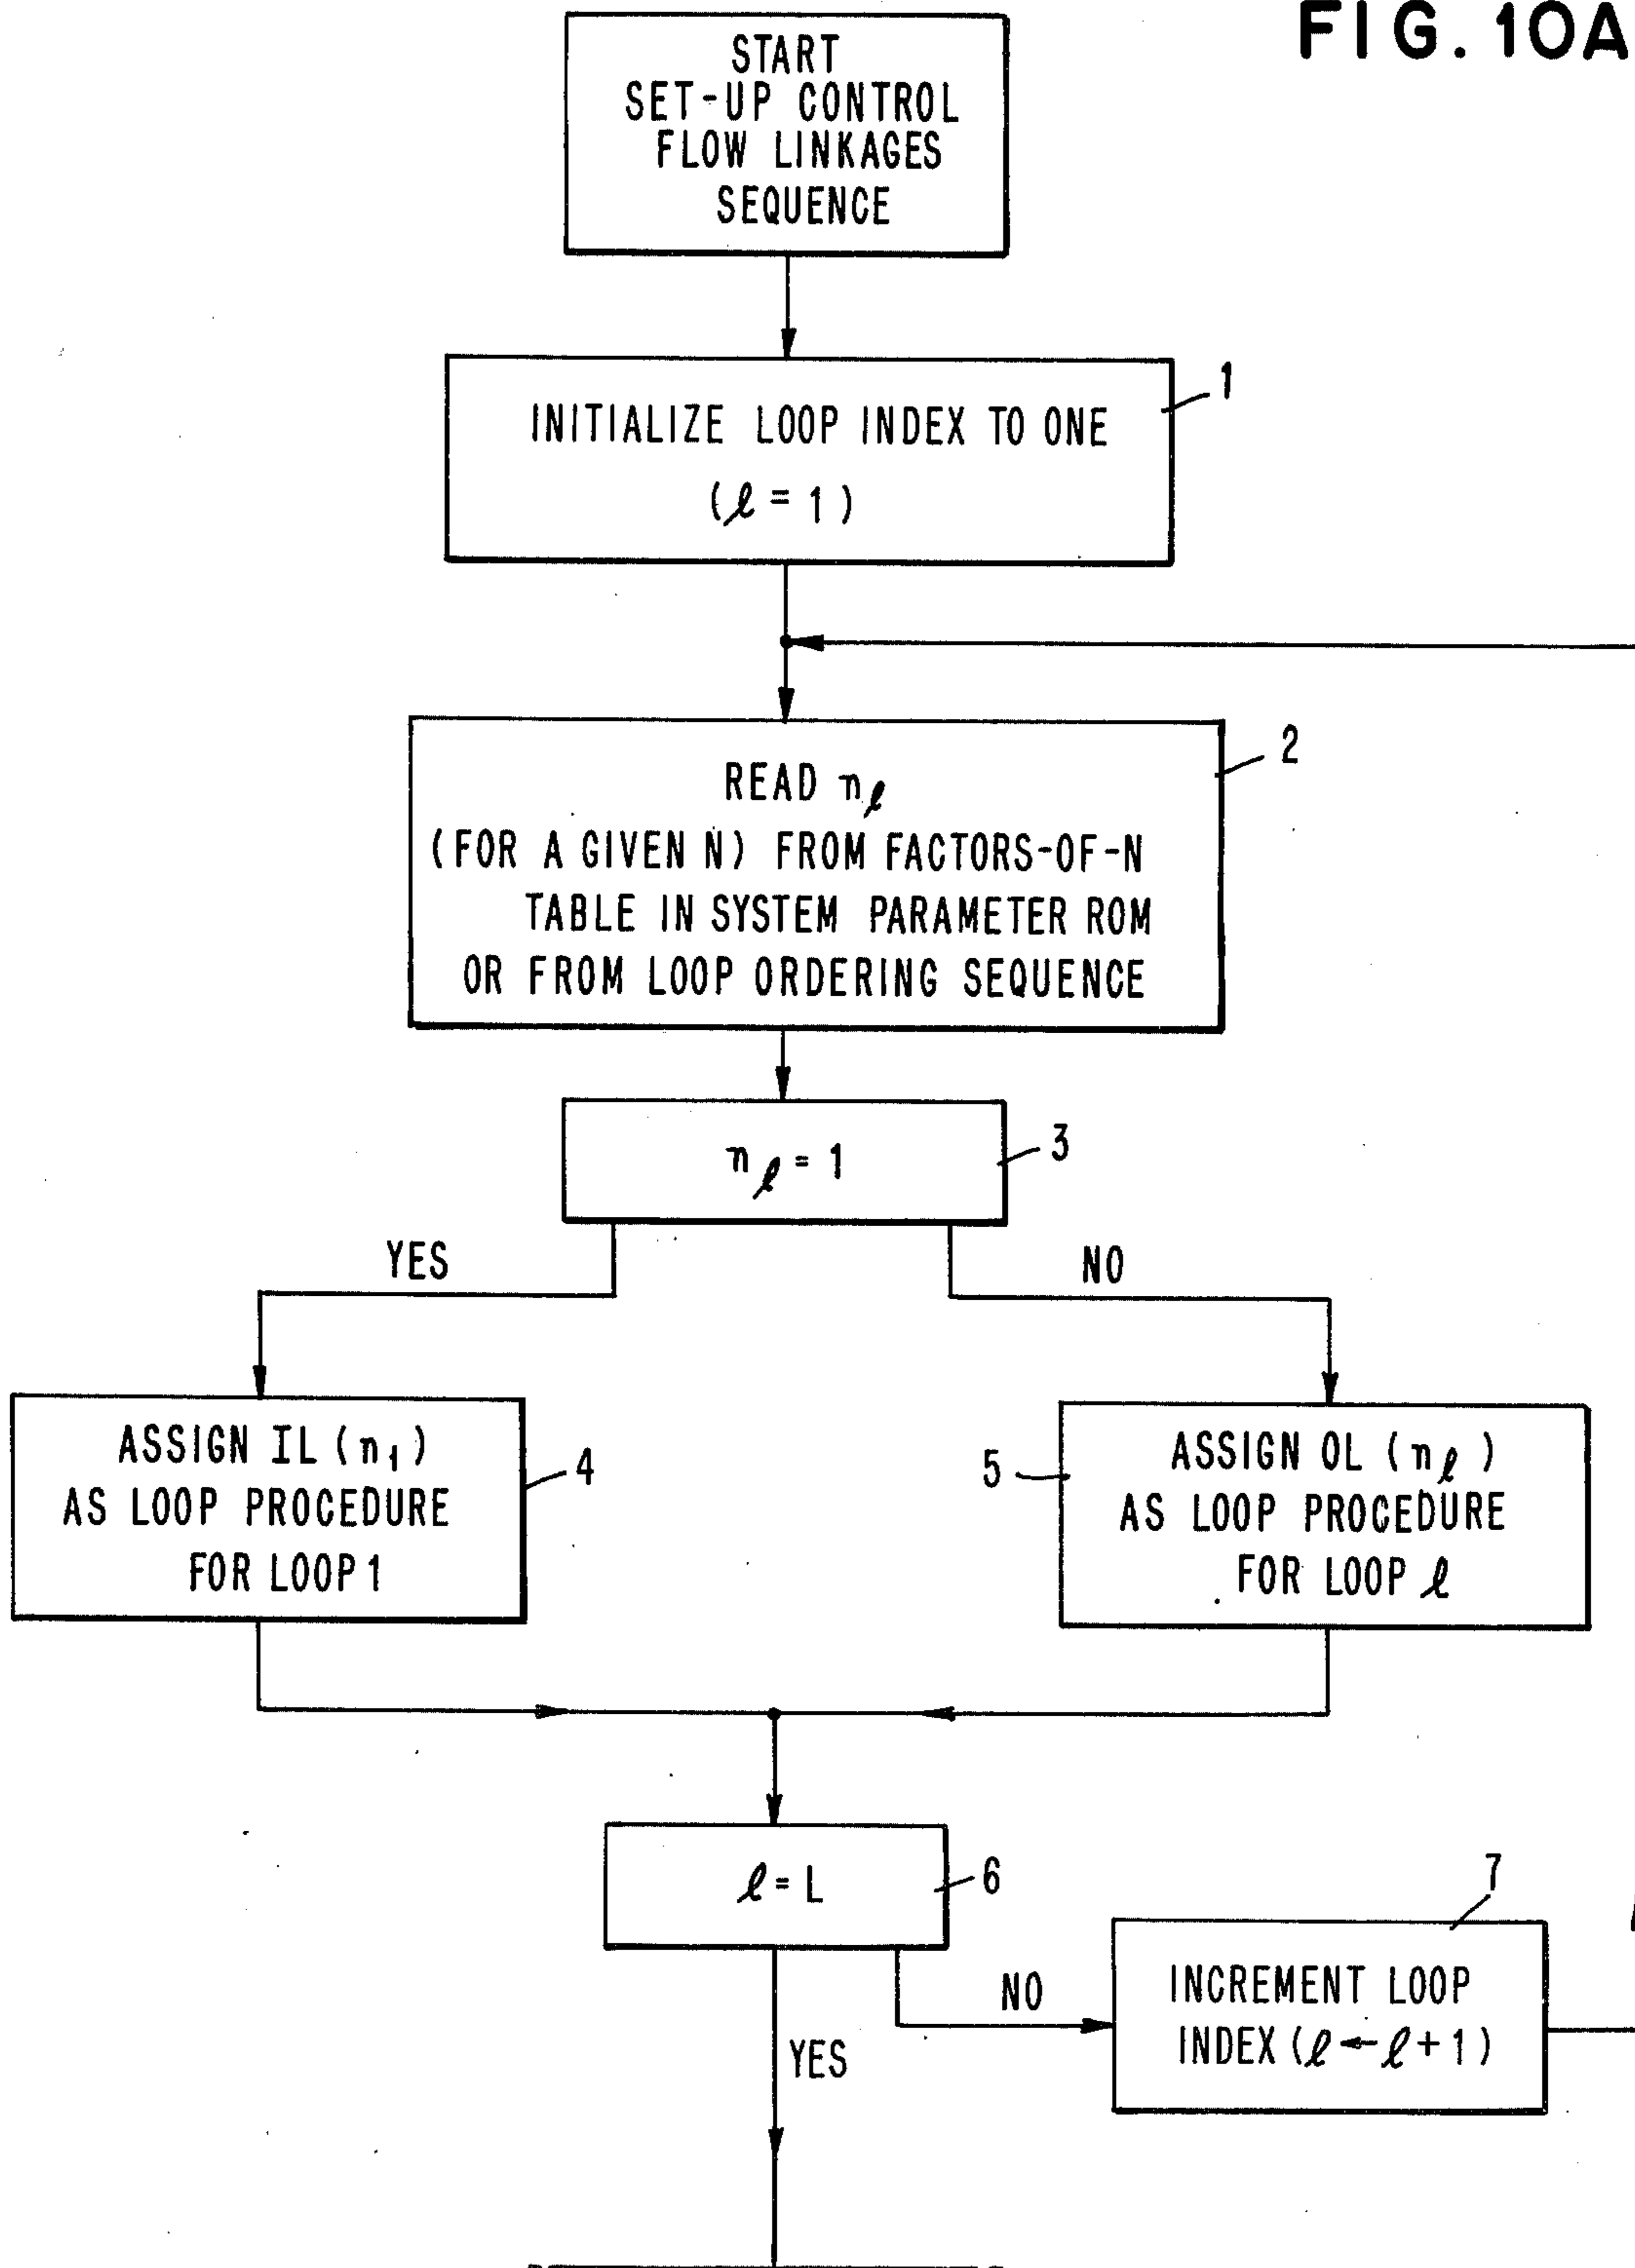 FIG. 10A
START
SET-UP CONTROL
FLOW LINKAGES
SEQUENCE
1
INITIALIZE LOOP INDEX TO ONE
(ℓ = 1)
2
READ nℓ
(FOR A GIVEN N) FROM FACTORS-OF-N
TABLE IN SYSTEM PARAMETER ROM
OR FROM LOOP ORDERING SEQUENCE
3
nℓ = 1
YES
NO
ASSIGN IL (n₁)
AS LOOP PROCEDURE
FOR LOOP 1
4
5
ASSIGN OL (nℓ)
AS LOOP PROCEDURE
FOR LOOP ℓ
ℓ = L
6
7
NO
INCREMENT LOOP
INDEX (ℓ ← ℓ + 1)
YES